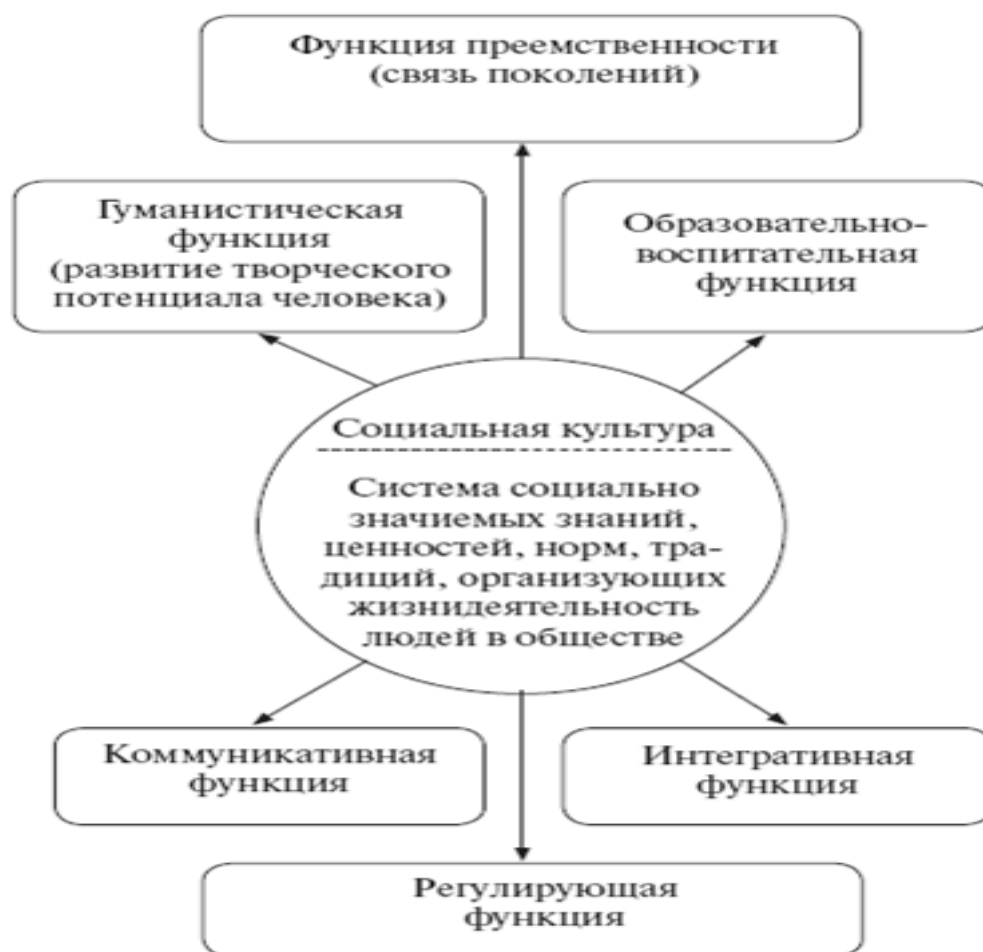 Функция преемственности
(связь поколений)
Гуманистическая
функция
(развитие творческого
потенциала человека)
Образовательно-
воспитательная
функция
Социальная культура
Система социально
значиемых знаний,
ценностей, норм, тра-
диций, организующих
жизнидеятельность
людей в обществе
Коммуникативная
функция
Интегративная
функция
Регулирующая
функция